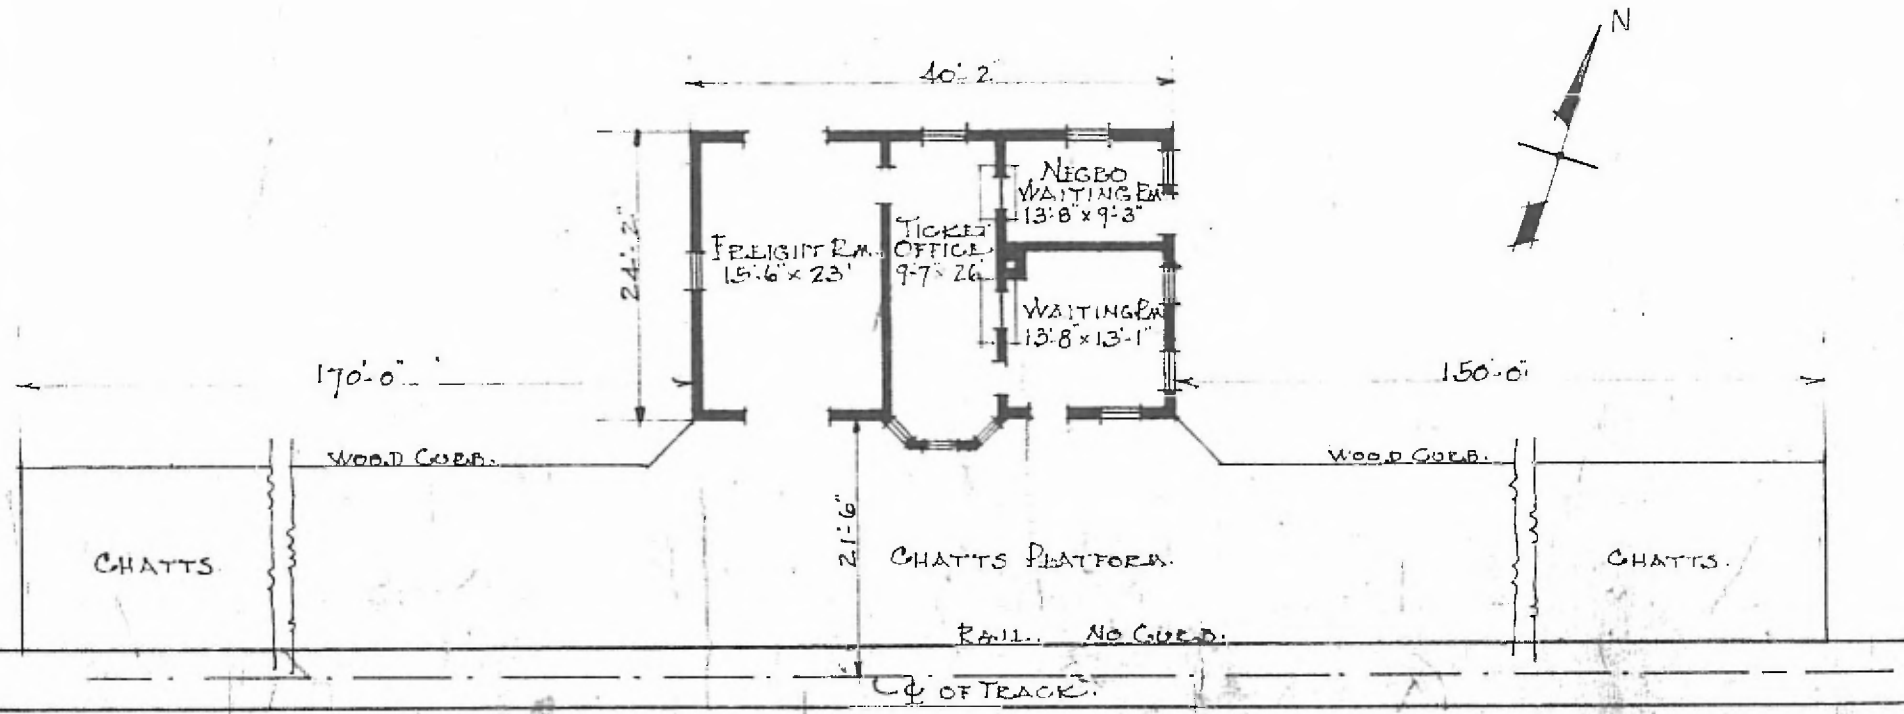 N
40'-2"
NEGRO
WAITING RM
13'-8" x 9'-3"
24'-2"
FREIGHT RM.
15'-6" x 23'
TICKET
OFFICE
9'-7" x 26'
WAITING RM
13'-8" x 13'-1"
170'-0"
150'-0"
WOOD CURB.
WOOD CURB.
21'-6"
CHATTS
CHATTS PLATFORM.
CHATTS.
RAIL. NO CURB.
℄ OF TRACK.